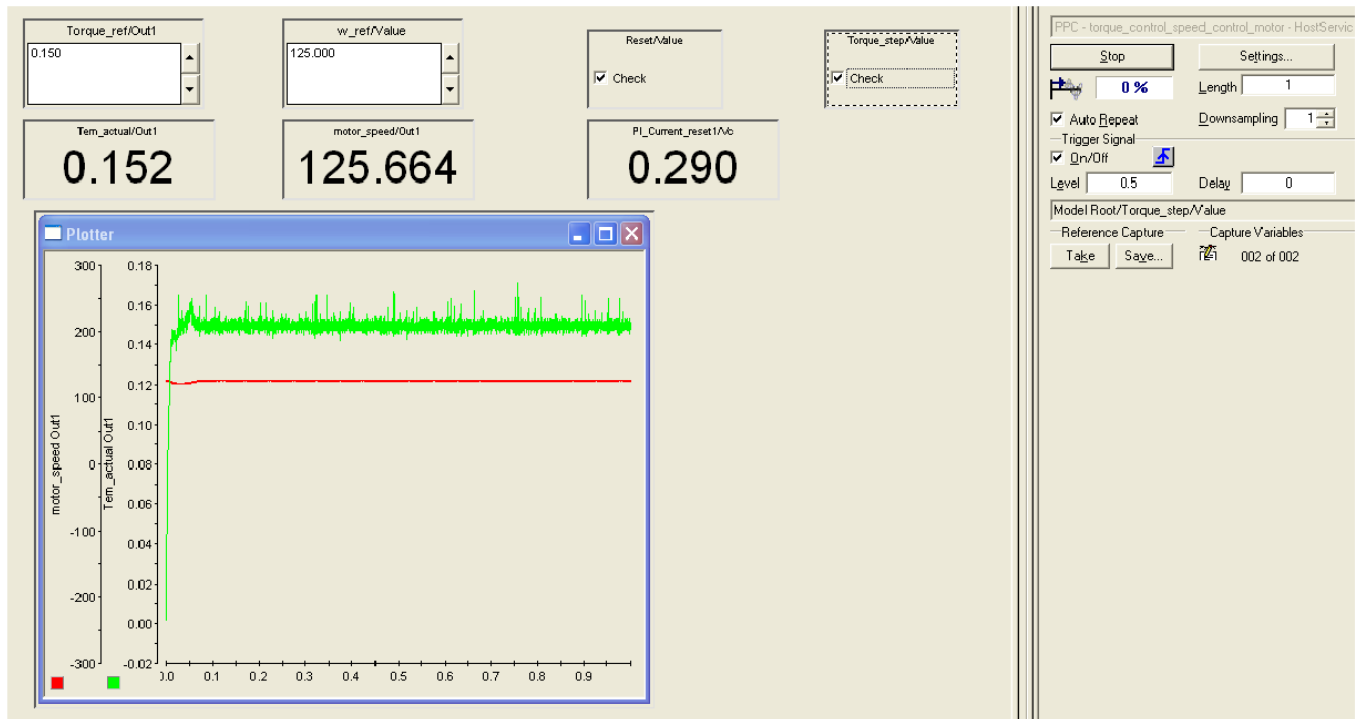 Torque_ref/Out1
0.150
w_ref/Value
125.000
Reset/Value
Check
Torque_step/Value
Check
Tem_actual/Out1
0.152
motor_speed/Out1
125.664
PI_Current_reset1/Vc
0.290
Plotter
motor_speed Out1
300
200
100
0
-100
-200
-300
Tem_actual Out1
0.18
0.16
0.14
0.12
0.10
0.08
0.06
0.04
0.02
0.00
-0.02
0.0 0.1 0.2 0.3 0.4 0.5 0.6 0.7 0.8 0.9
PPC - torque_control_speed_control_motor - HostServic
Stop Settings...
0 % Length 1
Auto Repeat Downsampling 1
Trigger Signal
On/Off
Level 0.5 Delay 0
Model Root/Torque_step/Value
Reference Capture Capture Variables
Take Save... 002 of 002